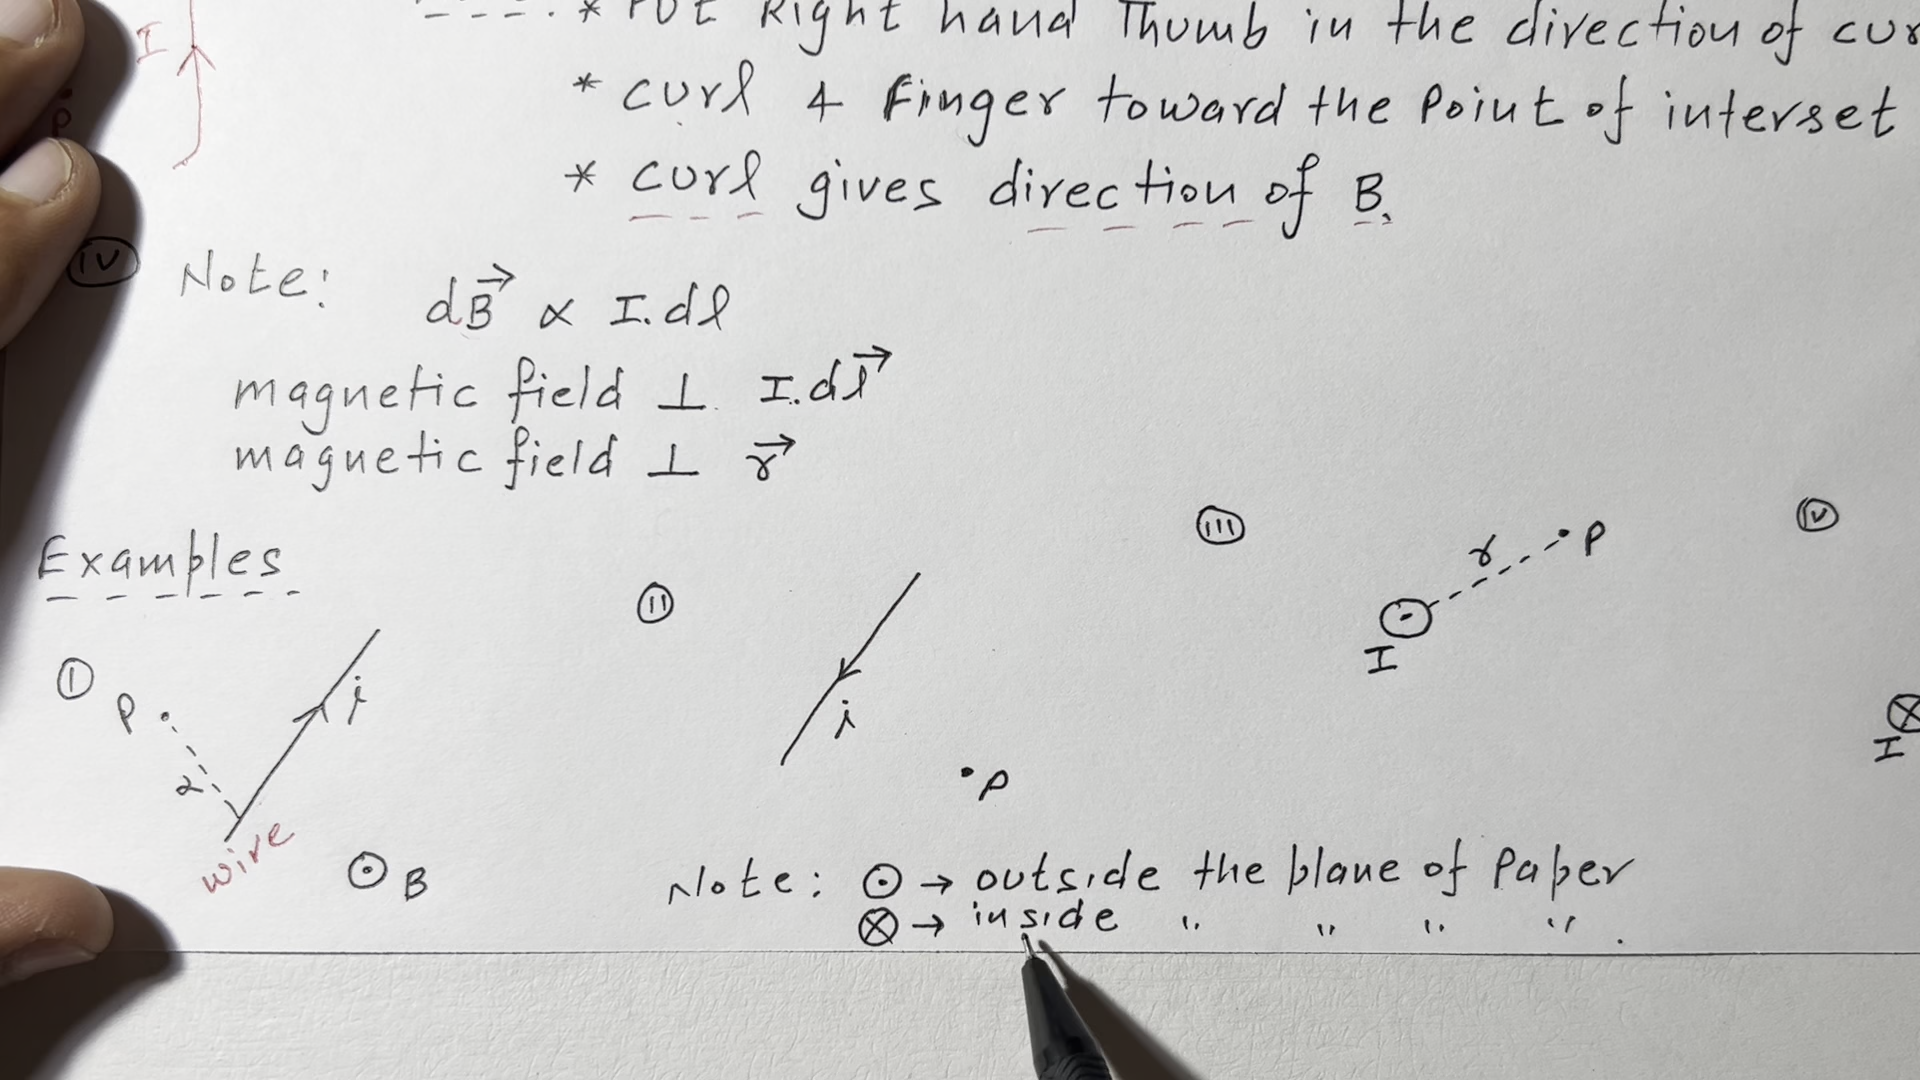 * Put Right hand Thumb in the direction of cur
I
P
* curl 4 Finger toward the Point of interset
* curl gives direction of B.
(iv) Note: dB⃗ ∝ I.dl
magnetic field ⊥ I.dl⃗
magnetic field ⊥ r⃗
Examples
(i) P
r
i
wire
⊙ B
(ii) i
P
(iii) r P
⊙
I
(iv)
⊗
I
Note: ⊙ → outside the plane of Paper
⊗ → inside " " " " .